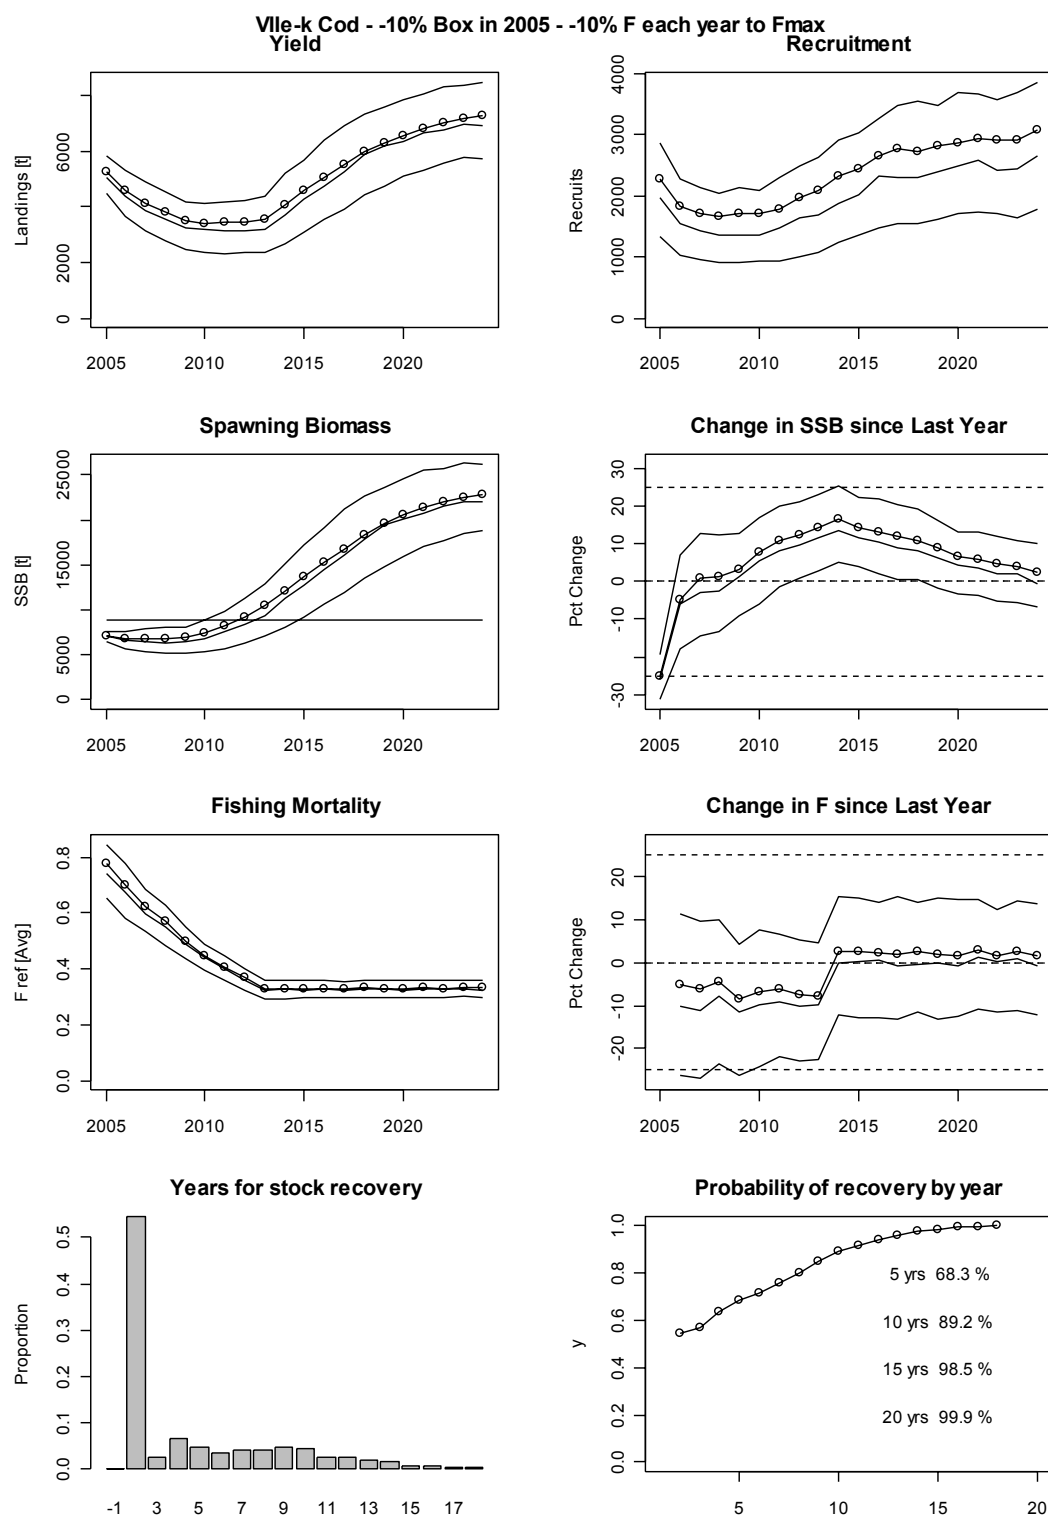 VIIe-k Cod - -10% Box in 2005 - -10% F each year to Fmax
Yield
Landings [t]
0 2000 6000
2005 2010 2015 2020
Recruitment
Recruits
0 1000 2000 3000 4000
2005 2010 2015 2020
Spawning Biomass
SSB [t]
0 5000 15000 25000
2005 2010 2015 2020
Change in SSB since Last Year
Pct Change
-30 -10 0 10 20 30
2005 2010 2015 2020
Fishing Mortality
F ref [Avg]
0.0 0.2 0.4 0.6 0.8
2005 2010 2015 2020
Change in F since Last Year
Pct Change
-20 -10 0 10 20
2005 2010 2015 2020
Years for stock recovery
Proportion
0.0 0.1 0.2 0.3 0.4 0.5
-1 3 5 7 9 11 13 15 17
Probability of recovery by year
y
0.0 0.2 0.4 0.6 0.8 1.0
5 yrs 68.3 %
10 yrs 89.2 %
15 yrs 98.5 %
20 yrs 99.9 %
5 10 15 20